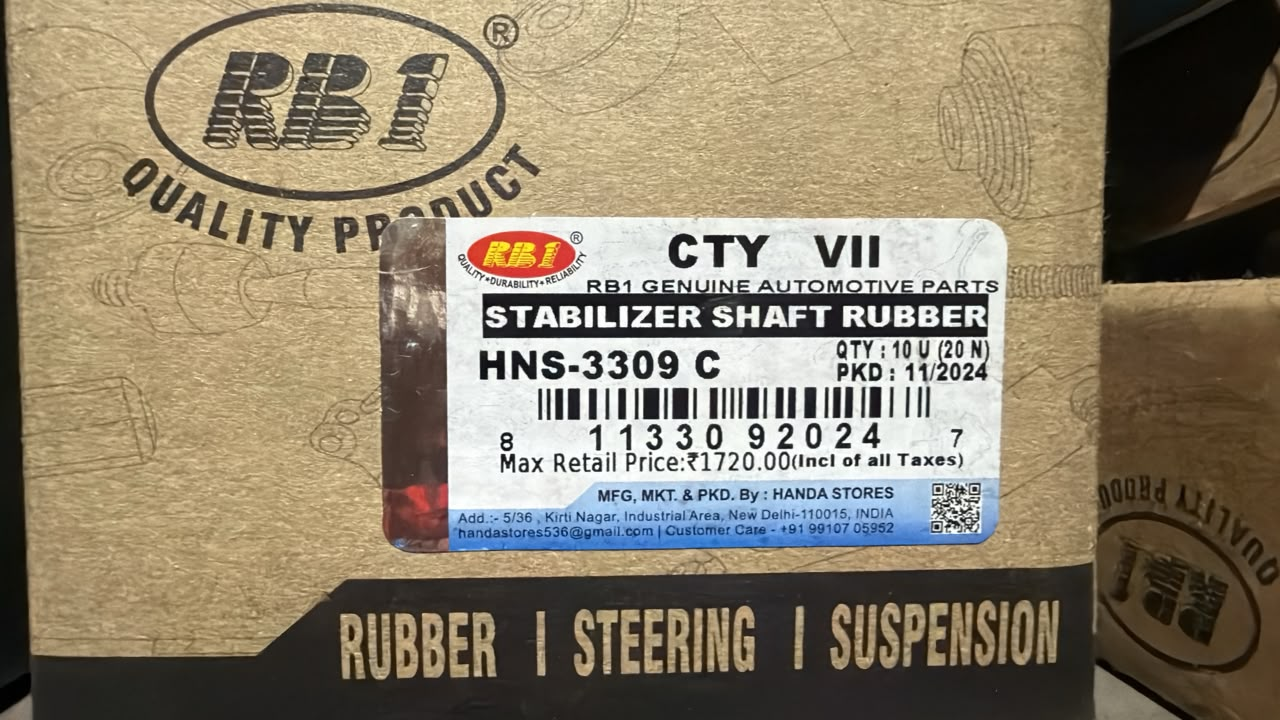 RB1 ®
QUALiTY PRODUCT
RB1 ®
QUALITY•DURABILITY•RELIABILITY
CTY VII
RB1 GENUINE AUTOMOTIVE PARTS
STABILIZER SHAFT RUBBER
HNS-3309 C
QTY : 10 U (20 N)
PKD : 11/2024
8 11330 92024 7
Max Retail Price:₹1720.00(Incl of all Taxes)
MFG, MKT. & PKD. By : HANDA STORES
Add.:- 5/36 , Kirti Nagar, Industrial Area, New Delhi-110015, INDIA
handastores536@gmail.com | Customer Care - +91 99107 05952
RUBBER | STEERING | SUSPENSION
QUALiTY PRODU
RB1